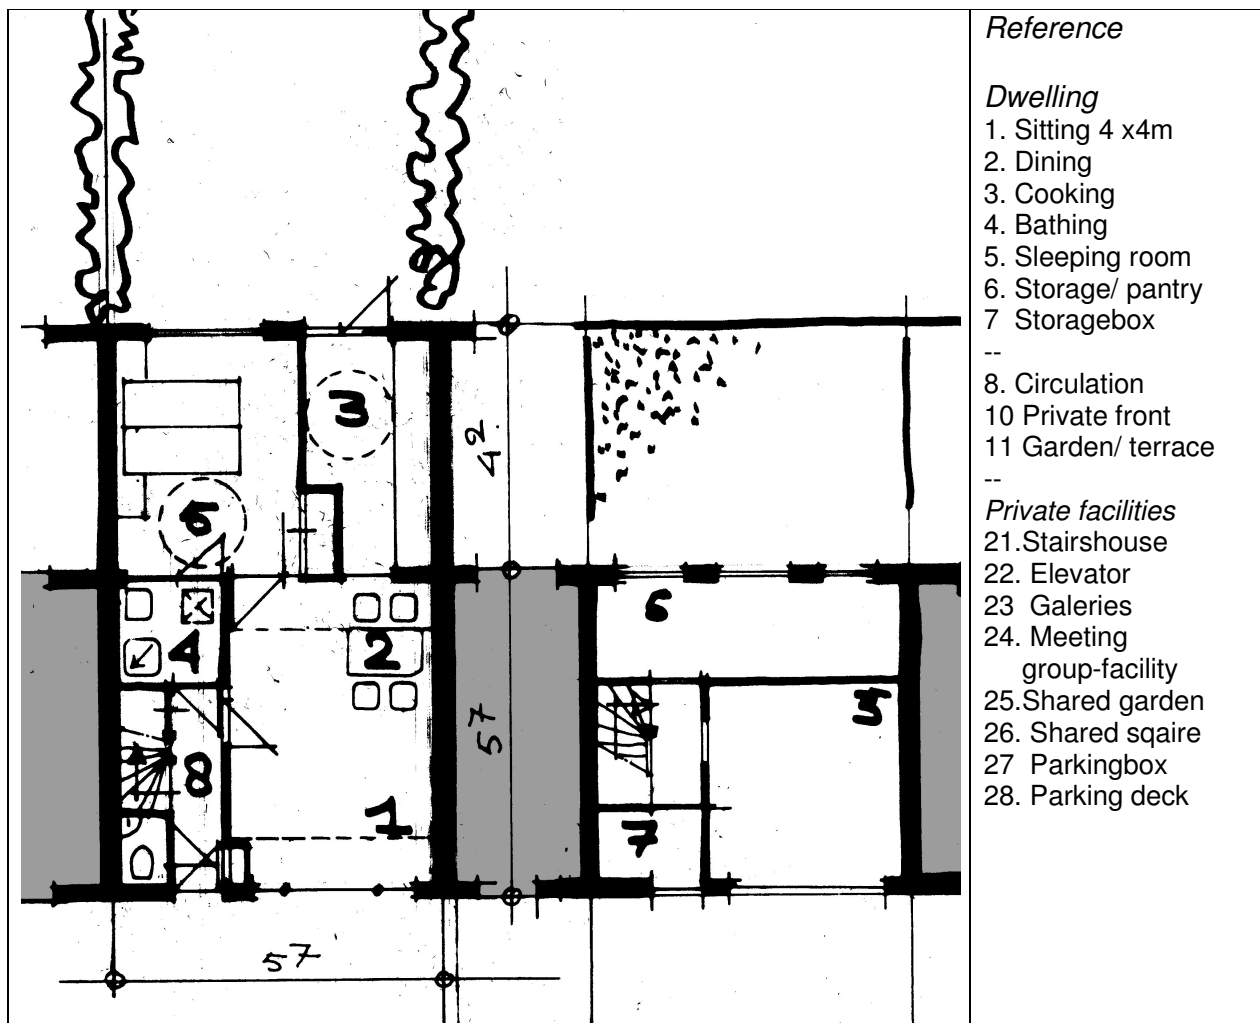 Reference
Dwelling
1. Sitting 4 x4m
2. Dining
3. Cooking
4. Bathing
5. Sleeping room
6. Storage/ pantry
7 Storagebox
--
8. Circulation
10 Private front
11 Garden/ terrace
--
Private facilities
21.Stairshouse
22. Elevator
23 Galeries
24. Meeting
group-facility
25.Shared garden
26. Shared sqaire
27 Parkingbox
28. Parking deck
3
4²
5
6
4
2
5⁷
5
8
1
7
5⁷